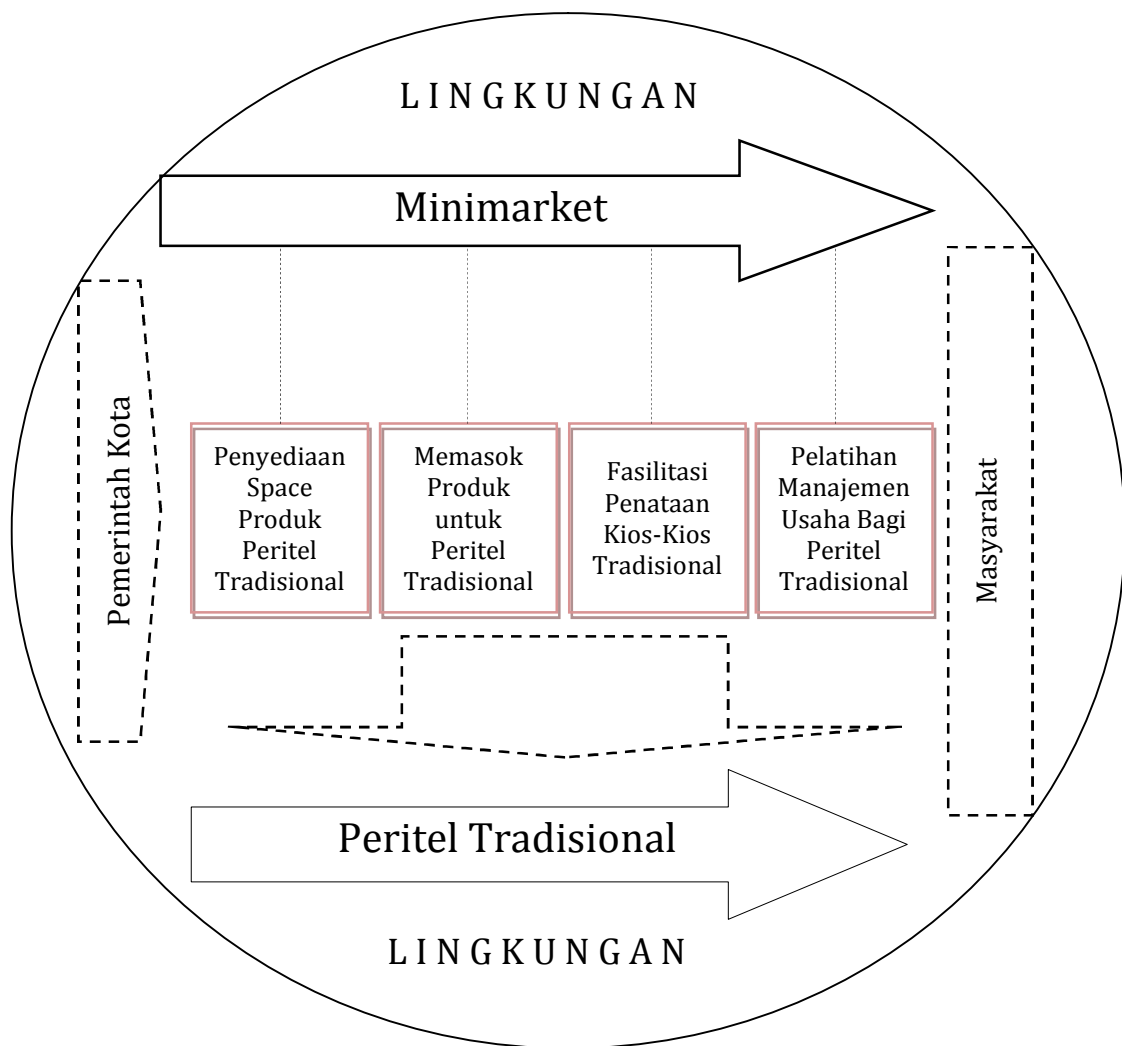 L I N G K U N G A N
Minimarket
Pemerintah Kota
Penyediaan
Space
Produk
Peritel
Tradisional
Memasok
Produk
untuk
Peritel
Tradisional
Fasilitasi
Penataan
Kios-Kios
Tradisional
Pelatihan
Manajemen
Usaha Bagi
Peritel
Tradisional
Masyarakat
Peritel Tradisional
L I N G K U N G A N